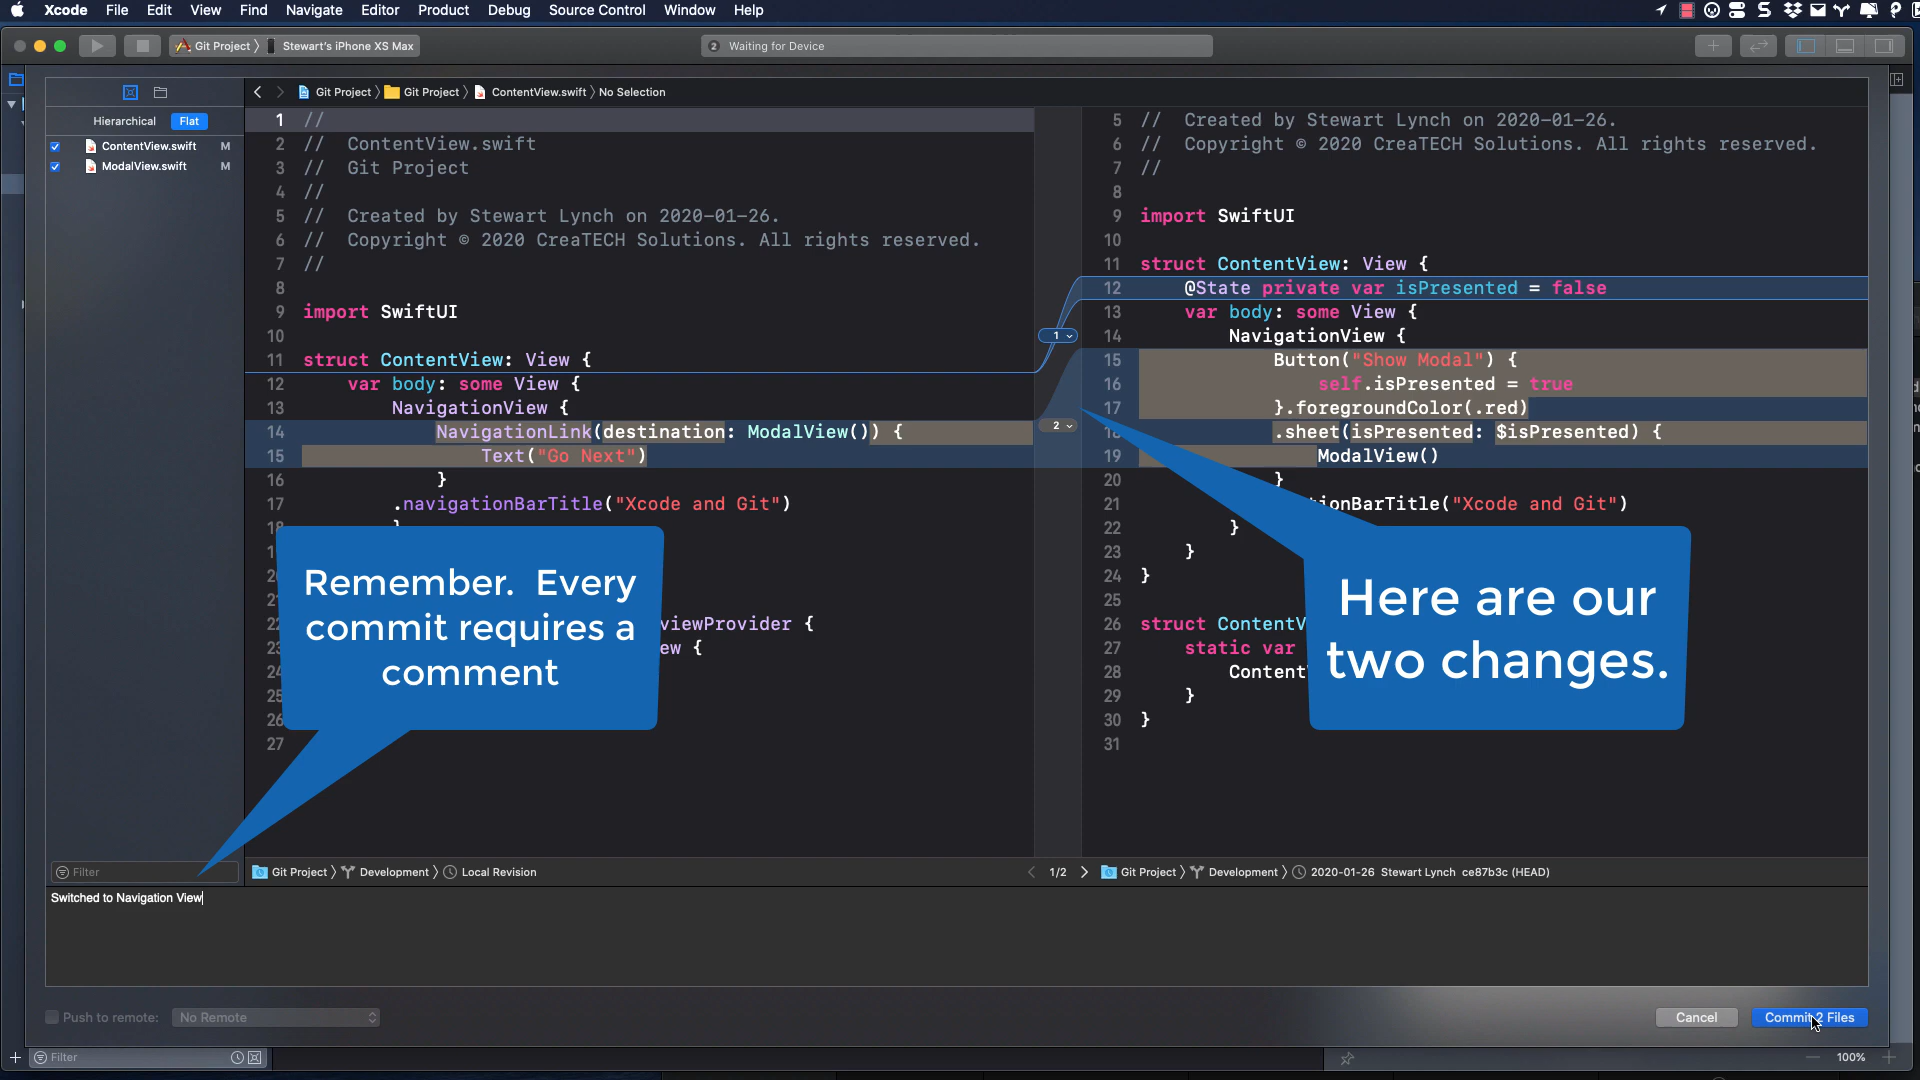 Xcode File Edit View Find Navigate Editor Product Debug Source Control Window Help
Git Project Stewart's iPhone XS Max
2 Waiting for Device
Git Project Git Project ContentView.swift No Selection
Hierarchical Flat
ContentView.swift M
ModalView.swift M
1 //
2 // ContentView.swift
3 // Git Project
4 //
5 // Created by Stewart Lynch on 2020-01-26.
6 // Copyright © 2020 CreaTECH Solutions. All rights reserved.
7 //
8
9 import SwiftUI
10
11 struct ContentView: View {
12 var body: some View {
13 NavigationView {
14 NavigationLink(destination: ModalView()) {
15 Text("Go Next")
16 }
17 .navigationBarTitle("Xcode and Git")
18 }
viewProvider {
ew {
27
1
2
5 // Created by Stewart Lynch on 2020-01-26.
6 // Copyright © 2020 CreaTECH Solutions. All rights reserved.
7 //
8
9 import SwiftUI
10
11 struct ContentView: View {
12 @State private var isPresented = false
13 var body: some View {
14 NavigationView {
15 Button("Show Modal") {
16 self.isPresented = true
17 }.foregroundColor(.red)
18 .sheet(isPresented: $isPresented) {
19 ModalView()
20 }
21 ionBarTitle("Xcode and Git")
22 }
23 }
24 }
25
26 struct ContentV
27 static var
28 Content
29 }
30 }
31
Remember. Every
commit requires a
comment
Here are our
two changes.
Filter
Git Project Development Local Revision
1/2
Git Project Development 2020-01-26 Stewart Lynch ce87b3c (HEAD)
Switched to Navigation View
Push to remote: No Remote
Cancel Commit 2 Files
Filter
100%